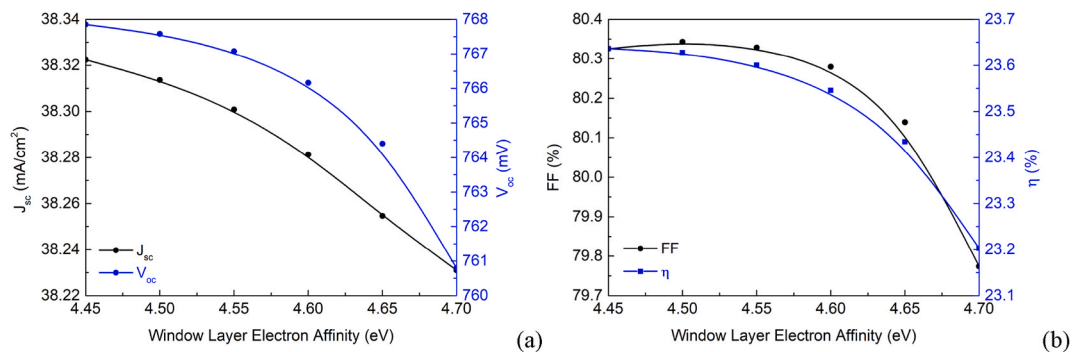 38.34
38.32
38.30
38.28
38.26
38.24
38.22
J_sc (mA/cm²)
768
767
766
765
764
763
762
761
760
V_oc (mV)
J_sc
V_oc
4.45 4.50 4.55 4.60 4.65 4.70
Window Layer Electron Affinity (eV)
(a)
80.4
80.3
80.2
80.1
80.0
79.9
79.8
79.7
FF (%)
23.7
23.6
23.5
23.4
23.3
23.2
23.1
η (%)
FF
η
4.45 4.50 4.55 4.60 4.65 4.70
Window Layer Electron Affinity (eV)
(b)